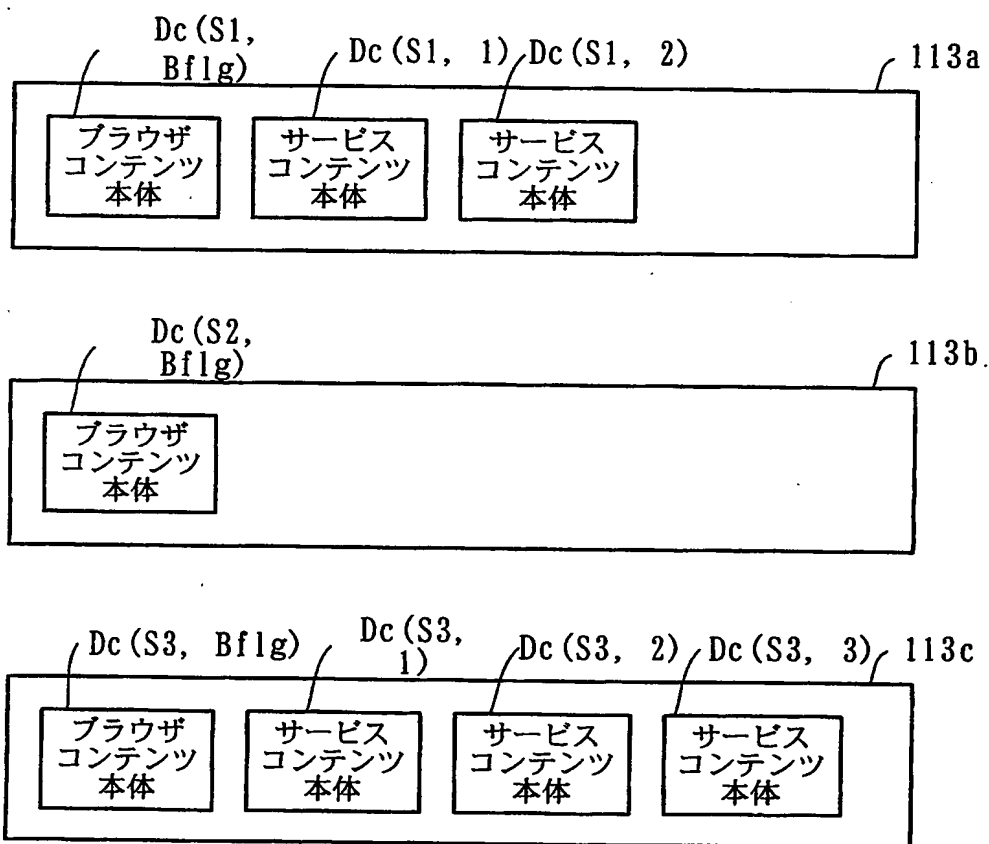 Dc(S1,
Bflg)
Dc(S1, 1)
Dc(S1, 2)
113a
ブラウザ
コンテンツ
本体
サービス
コンテンツ
本体
サービス
コンテンツ
本体
Dc(S2,
Bflg)
113b
ブラウザ
コンテンツ
本体
Dc(S3, Bflg)
Dc(S3,
1)
Dc(S3, 2)
Dc(S3, 3)
113c
ブラウザ
コンテンツ
本体
サービス
コンテンツ
本体
サービス
コンテンツ
本体
サービス
コンテンツ
本体